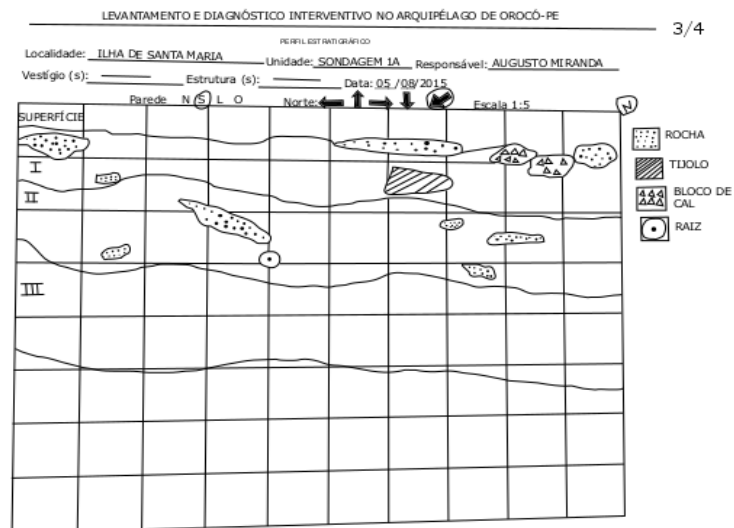 LEVANTAMENTO E DIAGNÓSTICO INTERVENTIVO NO ARQUIPÉLAGO DE OROCÓ-PE
3/4
PERFIL ESTRATIGRÁFICO
Localidade: ILHA DE SANTA MARIA Unidade: SONDAGEM 1A Responsável: AUGUSTO MIRANDA
Vestígio (s): Estrutura (s): Data: 05 /08/2015
Parede N S L O Norte: Escala 1:5
N
SUPERFÍCIE
I
II
III
ROCHA
TIJOLO
BLOCO DE
CAL
RAIZ